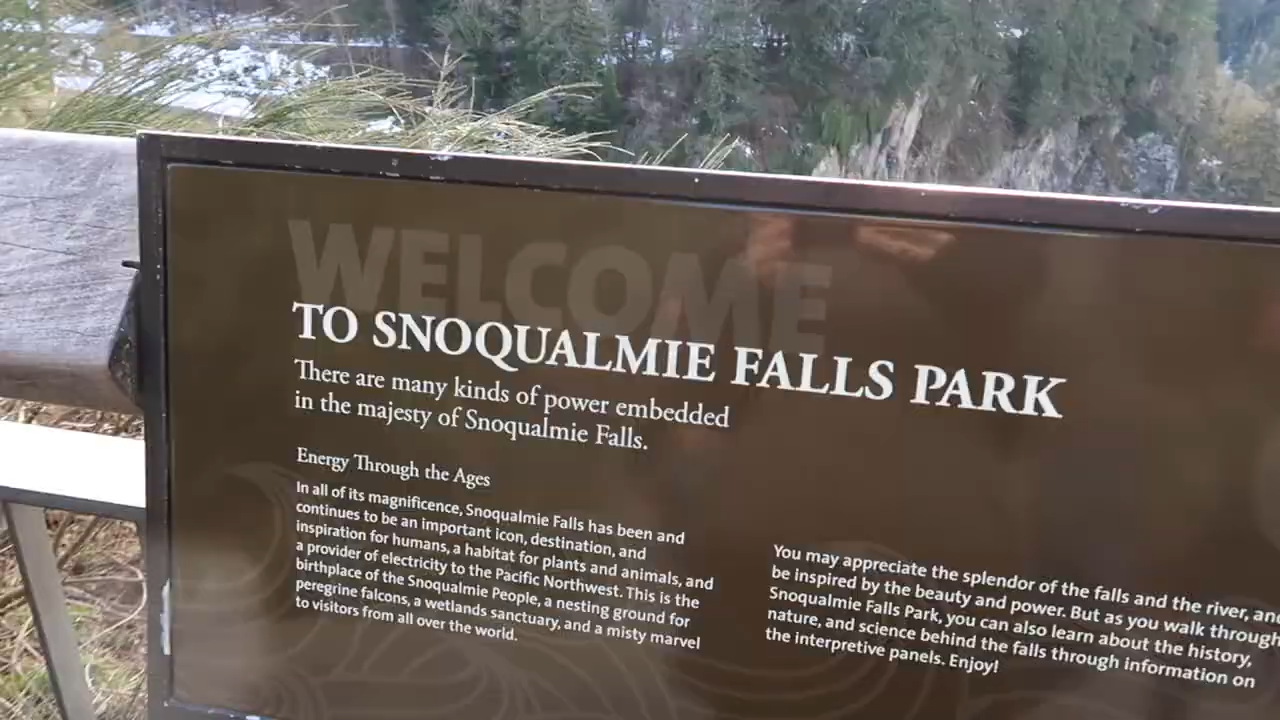 WELCOME
TO SNOQUALMIE FALLS PARK
There are many kinds of power embedded
in the majesty of Snoqualmie Falls.
Energy Through the Ages
In all of its magnificence, Snoqualmie Falls has been and
continues to be an important icon, destination, and
inspiration for humans, a habitat for plants and animals, and
a provider of electricity to the Pacific Northwest. This is the
birthplace of the Snoqualmie People, a nesting ground for
peregrine falcons, a wetlands sanctuary, and a misty marvel
to visitors from all over the world.
You may appreciate the splendor of the falls and the river, and
be inspired by the beauty and power. But as you walk through
Snoqualmie Falls Park, you can also learn about the history,
nature, and science behind the falls through information on
the interpretive panels. Enjoy!